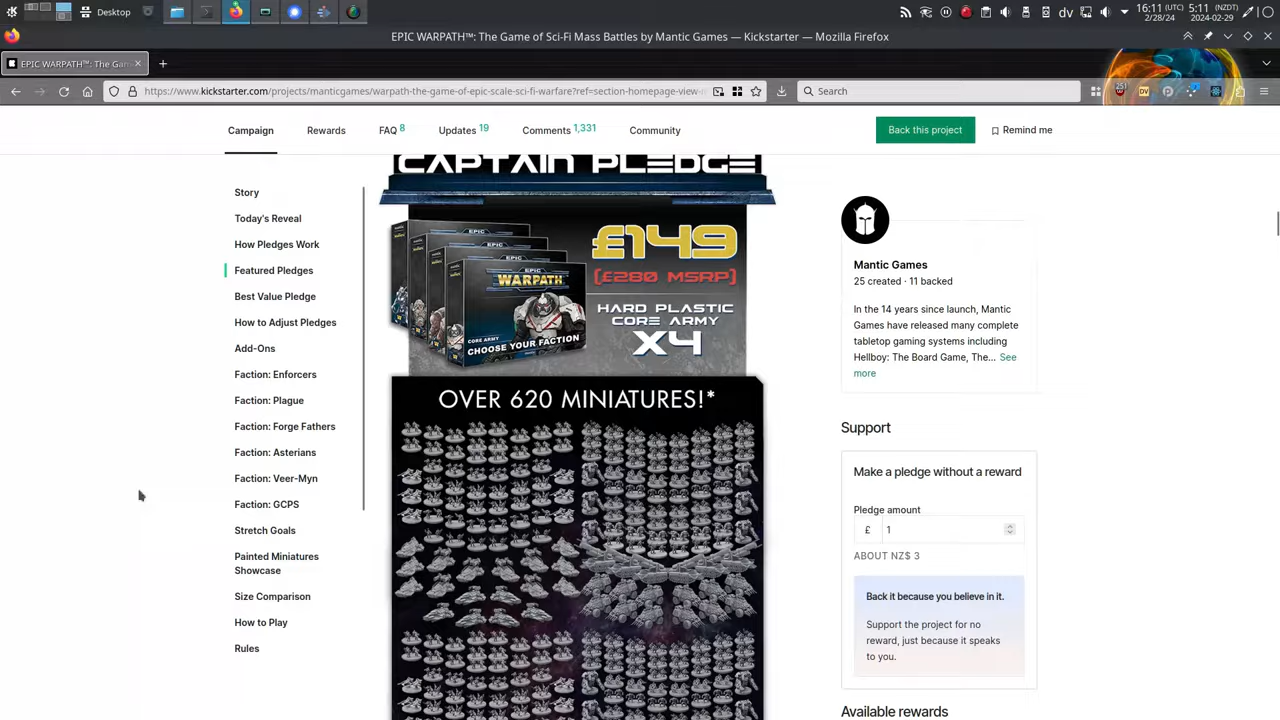 Desktop
dv
16:11 (UTC)
2/28/24
5:11 (NZDT)
2024-02-29
EPIC WARPATH™: The Game of Sci-Fi Mass Battles by Mantic Games — Kickstarter — Mozilla Firefox
EPIC WARPATH™: The Gam
https://www.kickstarter.com/projects/manticgames/warpath-the-game-of-epic-scale-sci-fi-warfare?ref=section-homepage-view-
Search
Campaign
Rewards
FAQ 8
Updates 19
Comments 1,331
Community
Back this project
Remind me
Story
Today's Reveal
How Pledges Work
Featured Pledges
Best Value Pledge
How to Adjust Pledges
Add-Ons
Faction: Enforcers
Faction: Plague
Faction: Forge Fathers
Faction: Asterians
Faction: Veer-Myn
Faction: GCPS
Stretch Goals
Painted Miniatures
Showcase
Size Comparison
How to Play
Rules
CAPTAIN PLEDGE
EPIC
WARPATH
CORE ARMY
CHOOSE YOUR FACTION
£149
(£280 MSRP)
HARD PLASTIC
CORE ARMY
X4
OVER 620 MINIATURES!*
Mantic Games
25 created · 11 backed
In the 14 years since launch, Mantic
Games have released many complete
tabletop gaming systems including
Hellboy: The Board Game, The... See
more
Support
Make a pledge without a reward
Pledge amount
£ 1
ABOUT NZ$ 3
Back it because you believe in it.
Support the project for no
reward, just because it speaks
to you.
Available rewards